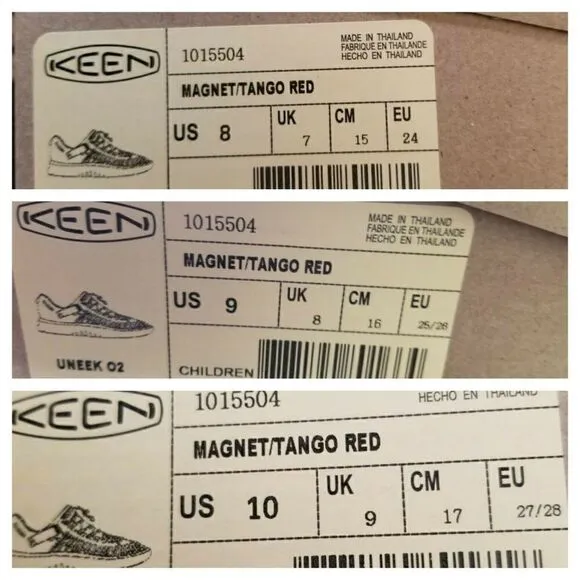 KEEN
1015504
MADE IN THAILAND
FABRIQUE EN THAILANDE
HECHO EN THAILAND
MAGNET/TANGO RED
US 8 UK 7 CM 15 EU 24
KEEN
1015504
MADE IN THAILAND
FABRIQUE EN THAILANDE
HECHO EN THAILAND
MAGNET/TANGO RED
US 9 UK 8 CM 16 EU 25/26
UNEEK O2
CHILDREN
KEEN
1015504
HECHO EN THAILAND
MAGNET/TANGO RED
US 10 UK 9 CM 17 EU 27/28